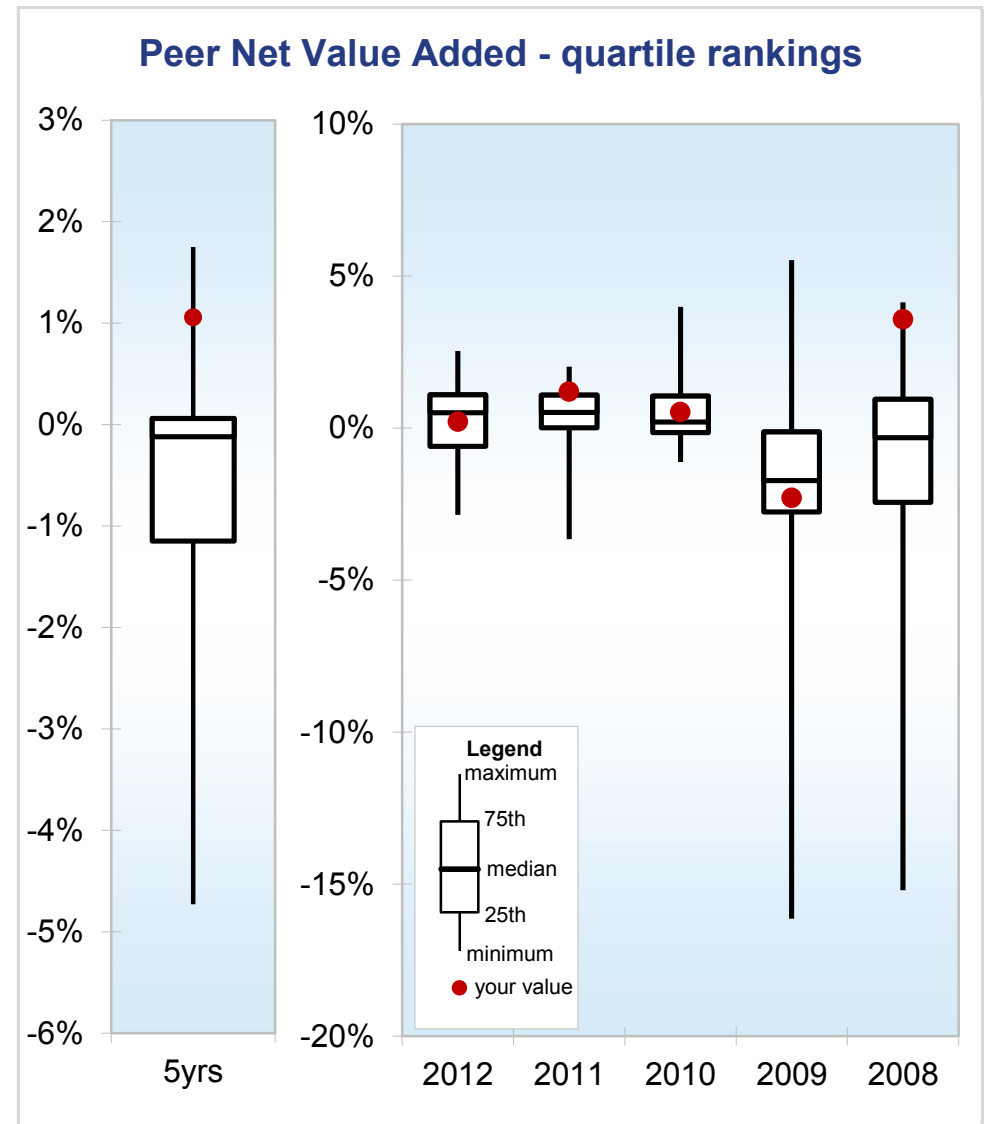 Peer Net Value Added - quartile rankings
3%
2%
1%
0%
-1%
-2%
-3%
-4%
-5%
-6%
5yrs
10%
5%
0%
-5%
-10%
-15%
-20%
Legend
maximum
75th
median
25th
minimum
your value
2012 2011 2010 2009 2008